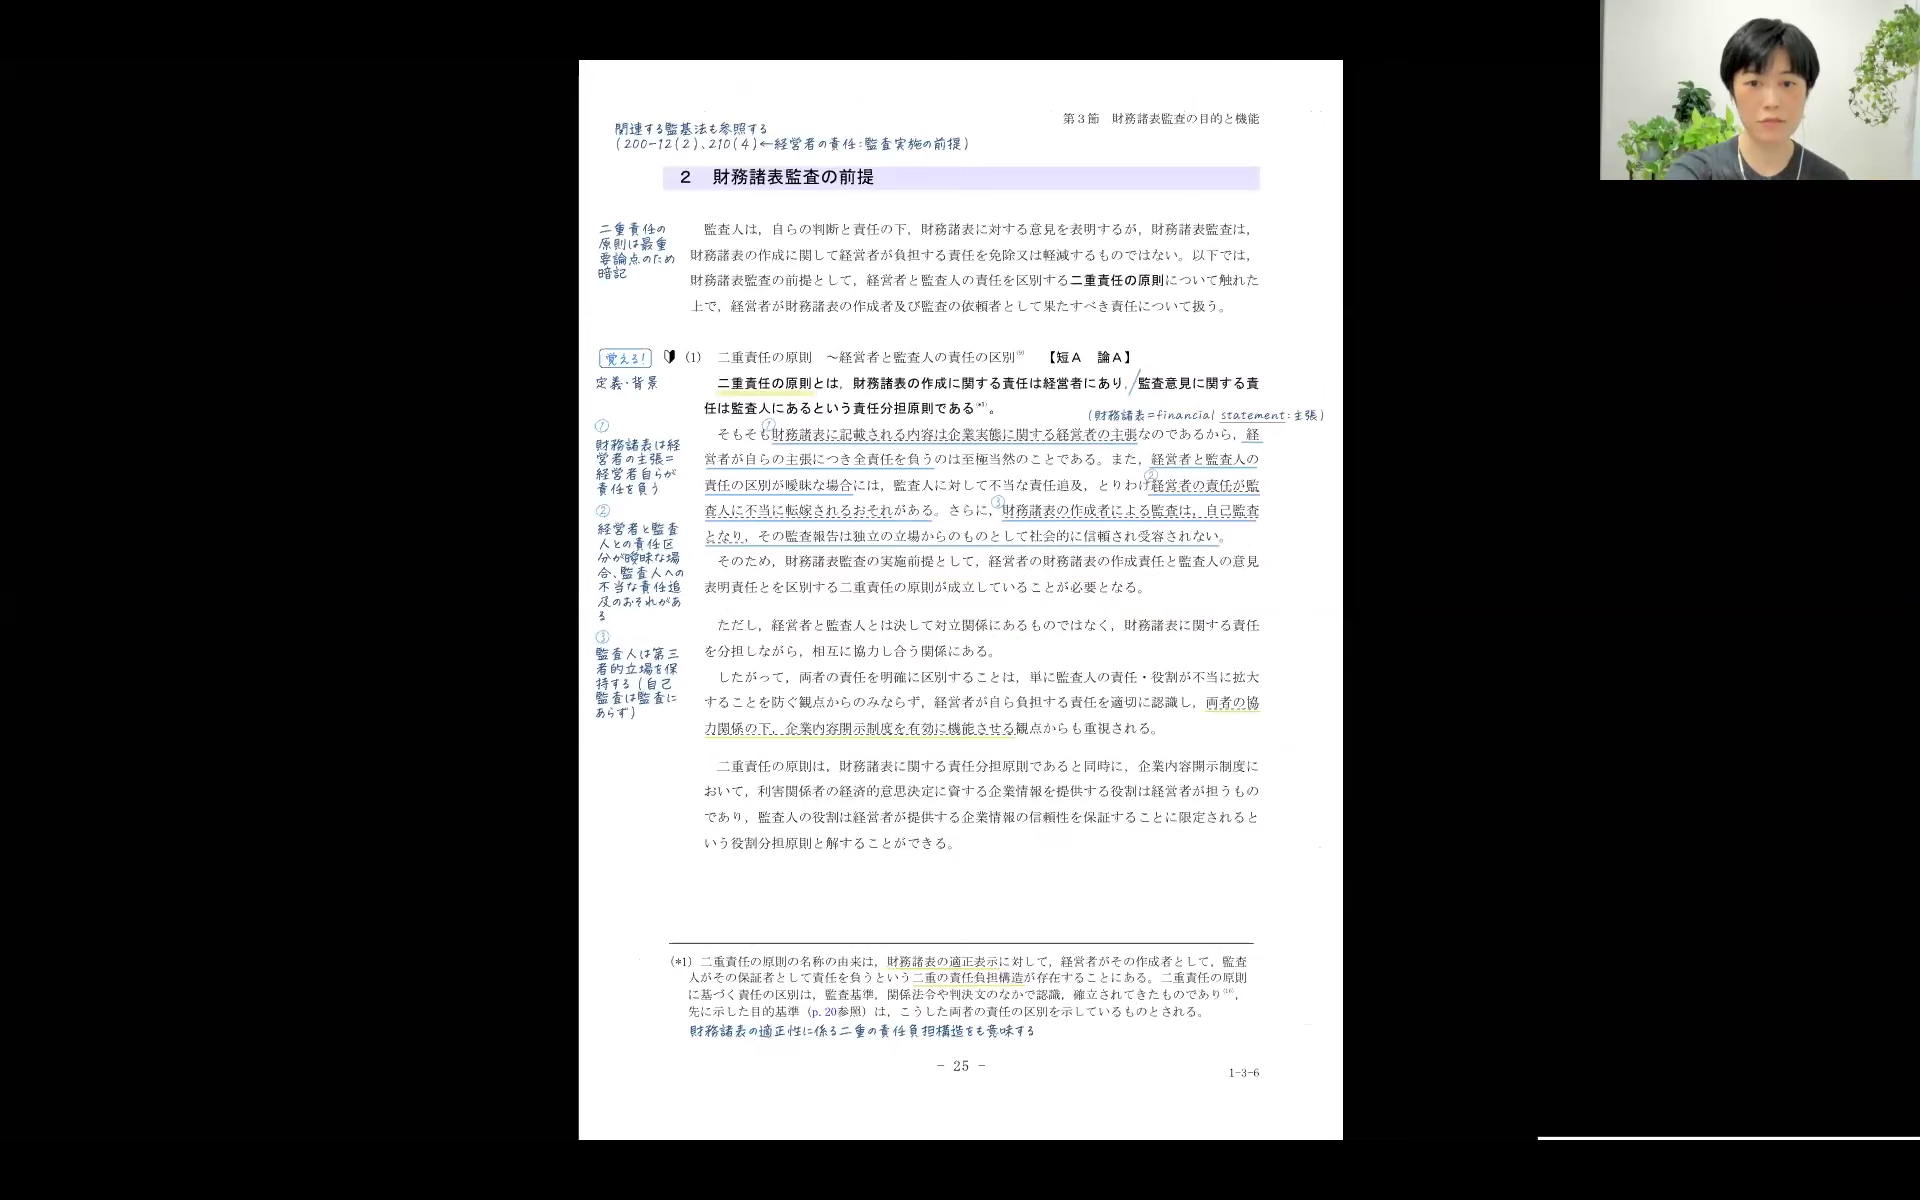 第3節　財務諸表監査の目的と機能
関連する監基法も参照する
(200-12(2)、210(4)←経営者の責任:監査実施の前提)
2　財務諸表監査の前提
二重責任の
原則は最重
要論点のため
暗記
監査人は，自らの判断と責任の下，財務諸表に対する意見を表明するが，財務諸表監査は，
財務諸表の作成に関して経営者が負担する責任を免除又は軽減するものではない。以下では，
財務諸表監査の前提として，経営者と監査人の責任を区別する二重責任の原則について触れた
上で，経営者が財務諸表の作成者及び監査の依頼者として果たすべき責任について扱う。
覚える!
(1)　二重責任の原則　～経営者と監査人の責任の区別(9)　【短A　論A】
定義・背景
二重責任の原則とは，財務諸表の作成に関する責任は経営者にあり，/監査意見に関する責
任は監査人にあるという責任分担原則である(*1)。
(財務諸表=financial statement:主張)
①
財務諸表は経
営者の主張=
経営者自らが
責任を負う
②
経営者と監査
人との責任区
分が曖昧な場
合、監査人への
不当な責任追
及のおそれがあ
る
③
監査人は第三
者的立場を保
持する(自己
監査は監査に
あらず)
そもそも①財務諸表に記載される内容は企業実態に関する経営者の主張なのであるから，経
営者が自らの主張につき全責任を負うのは至極当然のことである。また，経営者と監査人の
責任の区別が曖昧な場合には，監査人に対して不当な責任追及，とりわけ②経営者の責任が監
査人に不当に転嫁されるおそれがある。さらに，③財務諸表の作成者による監査は，自己監査
となり，その監査報告は独立の立場からのものとして社会的に信頼され受容されない。
そのため，財務諸表監査の実施前提として，経営者の財務諸表の作成責任と監査人の意見
表明責任とを区別する二重責任の原則が成立していることが必要となる。
ただし，経営者と監査人とは決して対立関係にあるものではなく，財務諸表に関する責任
を分担しながら，相互に協力し合う関係にある。
したがって，両者の責任を明確に区別することは，単に監査人の責任・役割が不当に拡大
することを防ぐ観点からのみならず，経営者が自ら負担する責任を適切に認識し，両者の協
力関係の下，企業内容開示制度を有効に機能させる観点からも重視される。
二重責任の原則は，財務諸表に関する責任分担原則であると同時に，企業内容開示制度に
おいて，利害関係者の経済的意思決定に資する企業情報を提供する役割は経営者が担うもの
であり，監査人の役割は経営者が提供する企業情報の信頼性を保証することに限定されると
いう役割分担原則と解することができる。
(*1) 二重責任の原則の名称の由来は，財務諸表の適正表示に対して，経営者がその作成者として，監査
人がその保証者として責任を負うという二重の責任負担構造が存在することにある。二重責任の原則
に基づく責任の区別は，監査基準，関係法令や判決文のなかで認識，確立されてきたものであり(10)，
先に示した目的基準（p.20参照）は，こうした両者の責任の区別を示しているものとされる。
財務諸表の適正性に係る二重の責任負担構造をも意味する
- 25 -
1-3-6